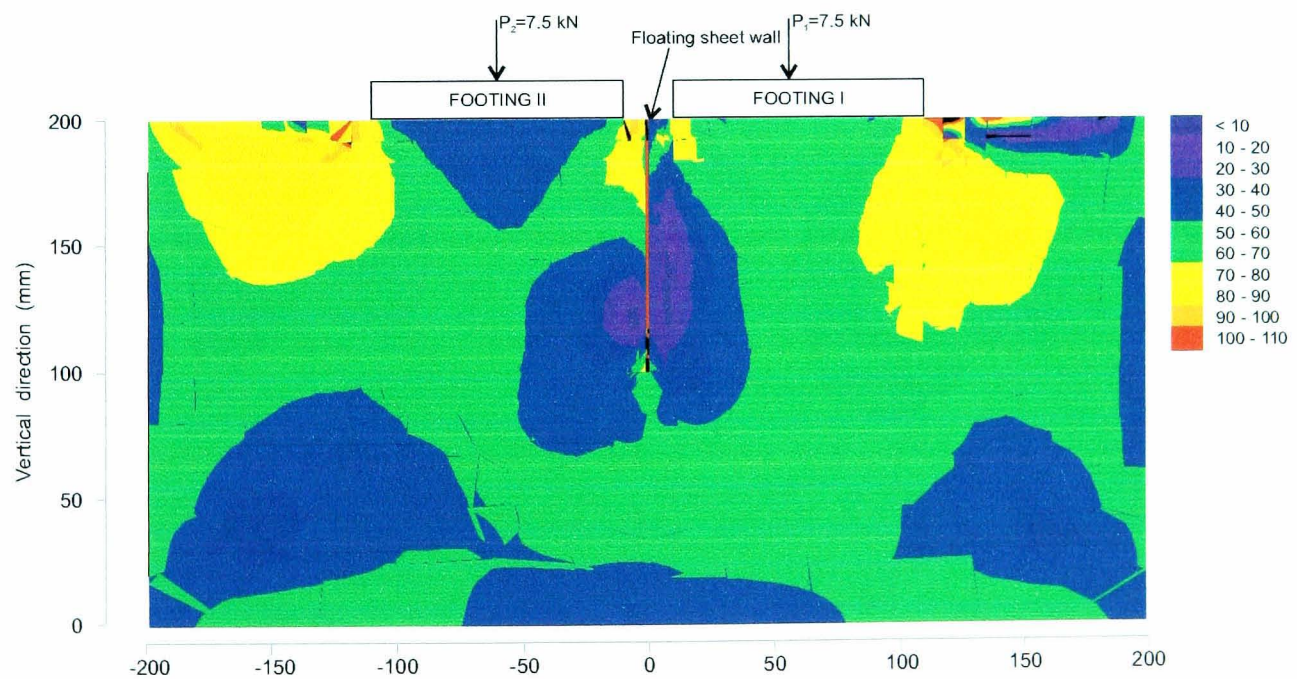 P₂=7.5 kN
P₁=7.5 kN
Floating sheet wall
FOOTING II
FOOTING I
200
150
100
50
0
Vertical direction (mm)
-200
-150
-100
-50
0
50
100
150
200
< 10
10 - 20
20 - 30
30 - 40
40 - 50
50 - 60
60 - 70
70 - 80
80 - 90
90 - 100
100 - 110